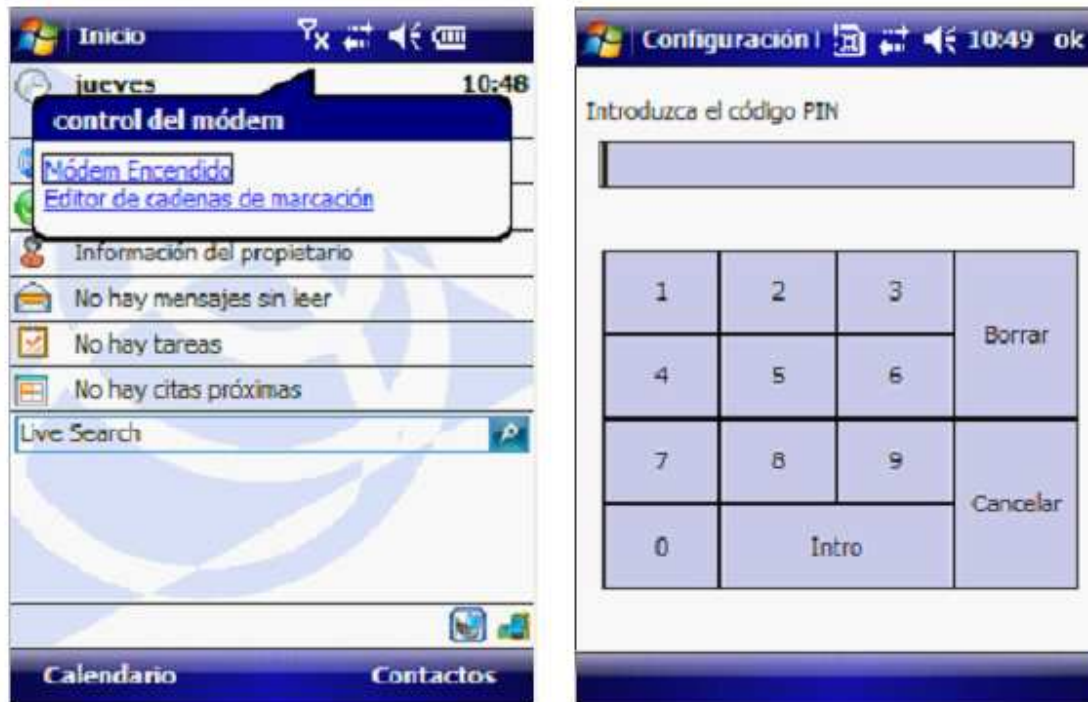 Inicio
jueves 10:48
control del módem
Módem Encendido
Editor de cadenas de marcación
Información del propietario
No hay mensajes sin leer
No hay tareas
No hay citas próximas
Live Search
Calendario Contactos
Configuración 10:49 ok
Introduzca el código PIN
1 2 3
Borrar
4 5 6
7 8 9
Cancelar
0 Intro